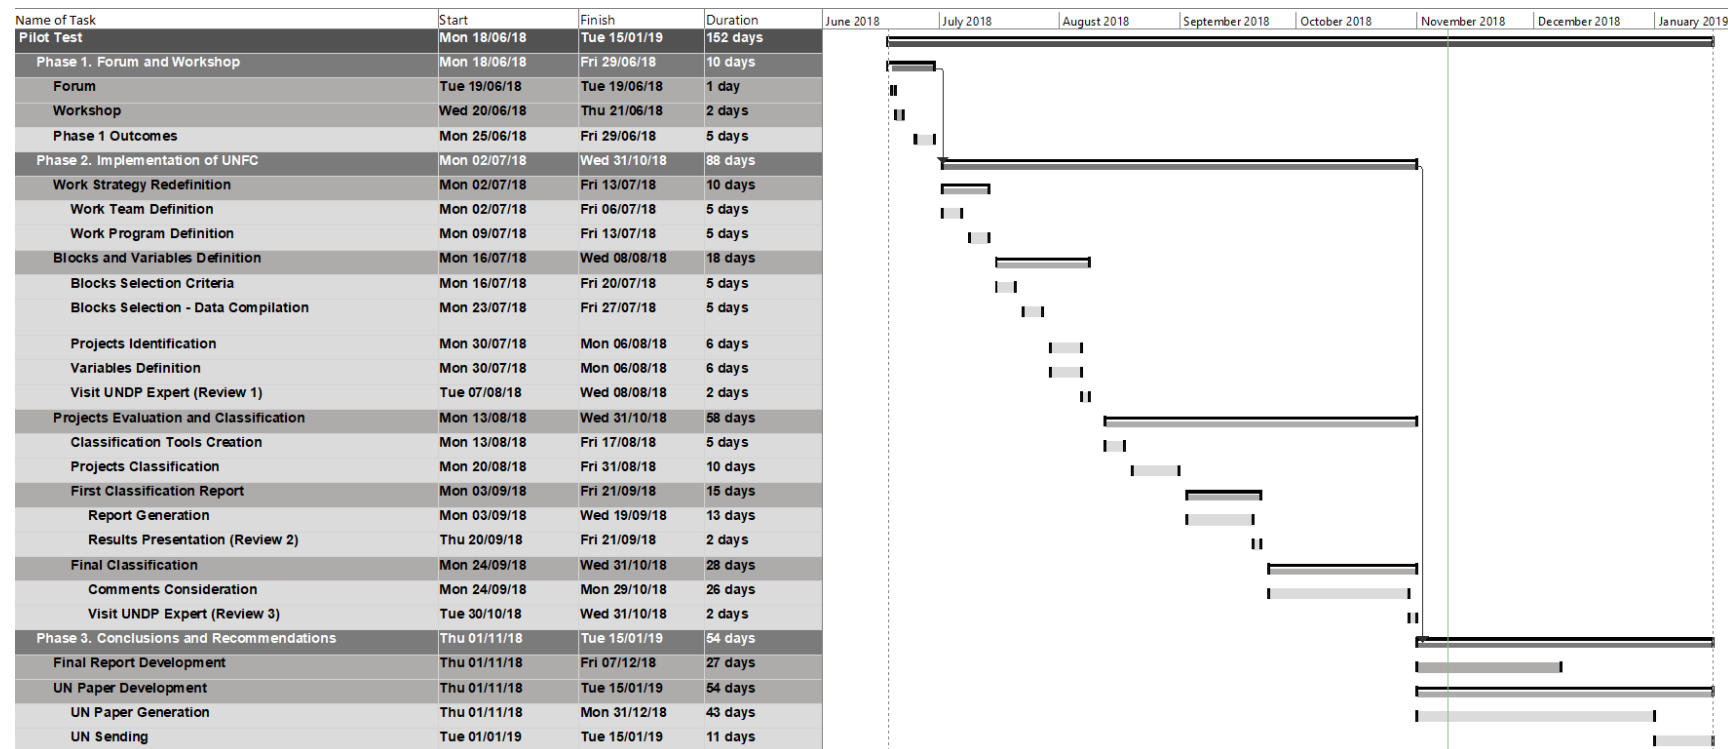 Name of Task Start Finish Duration June 2018 July 2018 August 2018 September 2018 October 2018 November 2018 December 2018 January 2019
Pilot Test Mon 18/06/18 Tue 15/01/19 152 days
Phase 1. Forum and Workshop Mon 18/06/18 Fri 29/06/18 10 days
Forum Tue 19/06/18 Tue 19/06/18 1 day
Workshop Wed 20/06/18 Thu 21/06/18 2 days
Phase 1 Outcomes Mon 25/06/18 Fri 29/06/18 5 days
Phase 2. Implementation of UNFC Mon 02/07/18 Wed 31/10/18 88 days
Work Strategy Redefinition Mon 02/07/18 Fri 13/07/18 10 days
Work Team Definition Mon 02/07/18 Fri 06/07/18 5 days
Work Program Definition Mon 09/07/18 Fri 13/07/18 5 days
Blocks and Variables Definition Mon 16/07/18 Wed 08/08/18 18 days
Blocks Selection Criteria Mon 16/07/18 Fri 20/07/18 5 days
Blocks Selection - Data Compilation Mon 23/07/18 Fri 27/07/18 5 days
Projects Identification Mon 30/07/18 Mon 06/08/18 6 days
Variables Definition Mon 30/07/18 Mon 06/08/18 6 days
Visit UNDP Expert (Review 1) Tue 07/08/18 Wed 08/08/18 2 days
Projects Evaluation and Classification Mon 13/08/18 Wed 31/10/18 58 days
Classification Tools Creation Mon 13/08/18 Fri 17/08/18 5 days
Projects Classification Mon 20/08/18 Fri 31/08/18 10 days
First Classification Report Mon 03/09/18 Fri 21/09/18 15 days
Report Generation Mon 03/09/18 Wed 19/09/18 13 days
Results Presentation (Review 2) Thu 20/09/18 Fri 21/09/18 2 days
Final Classification Mon 24/09/18 Wed 31/10/18 28 days
Comments Consideration Mon 24/09/18 Mon 29/10/18 26 days
Visit UNDP Expert (Review 3) Tue 30/10/18 Wed 31/10/18 2 days
Phase 3. Conclusions and Recommendations Thu 01/11/18 Tue 15/01/19 54 days
Final Report Development Thu 01/11/18 Fri 07/12/18 27 days
UN Paper Development Thu 01/11/18 Tue 15/01/19 54 days
UN Paper Generation Thu 01/11/18 Mon 31/12/18 43 days
UN Sending Tue 01/01/19 Tue 15/01/19 11 days